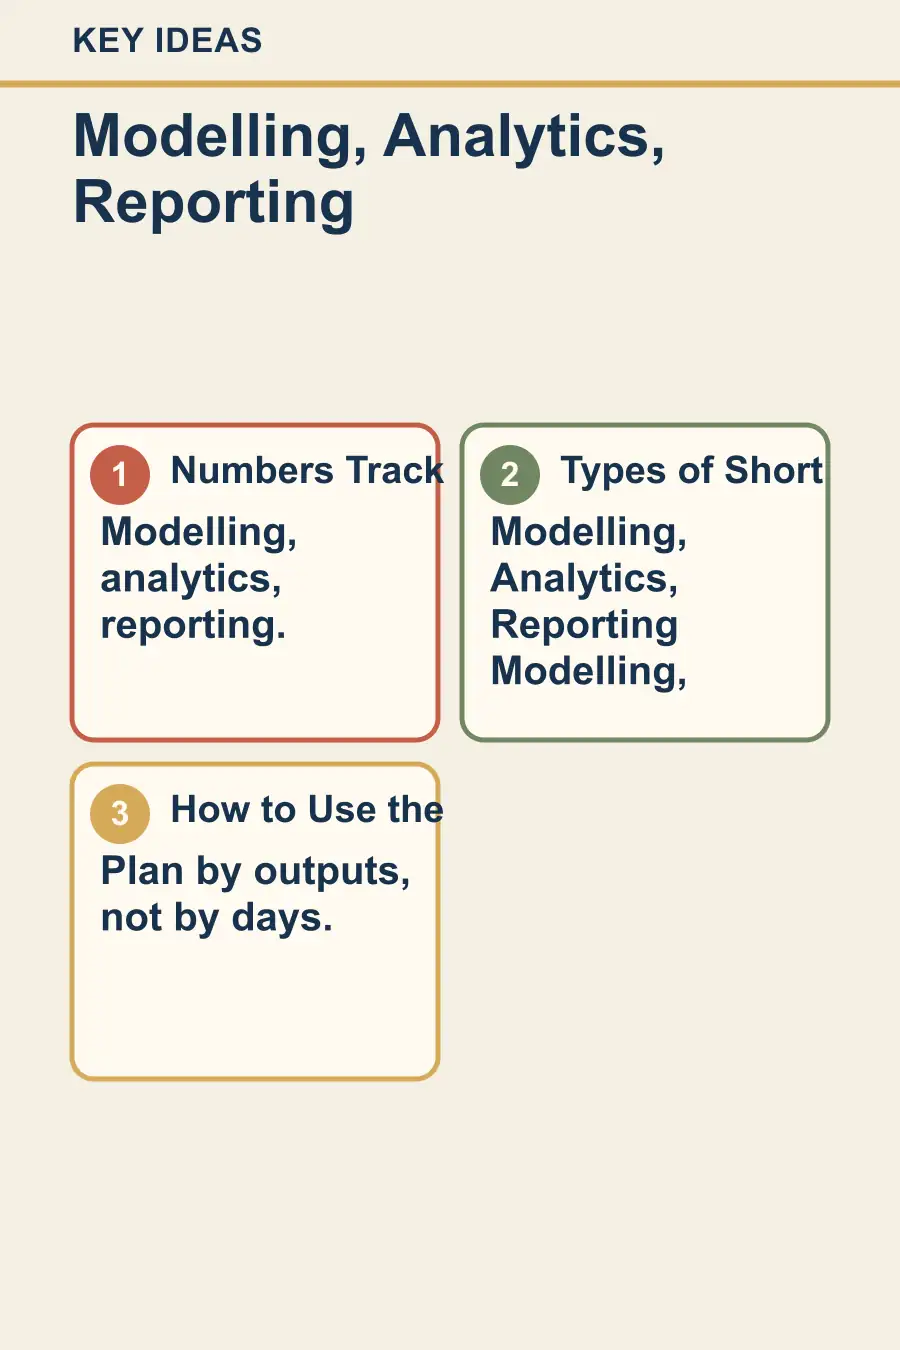 KEY IDEAS
Modelling, Analytics,
Reporting
1 Numbers Track
Modelling,
analytics,
reporting.
2 Types of Short
Modelling,
Analytics,
Reporting
Modelling,
3 How to Use the
Plan by outputs,
not by days.